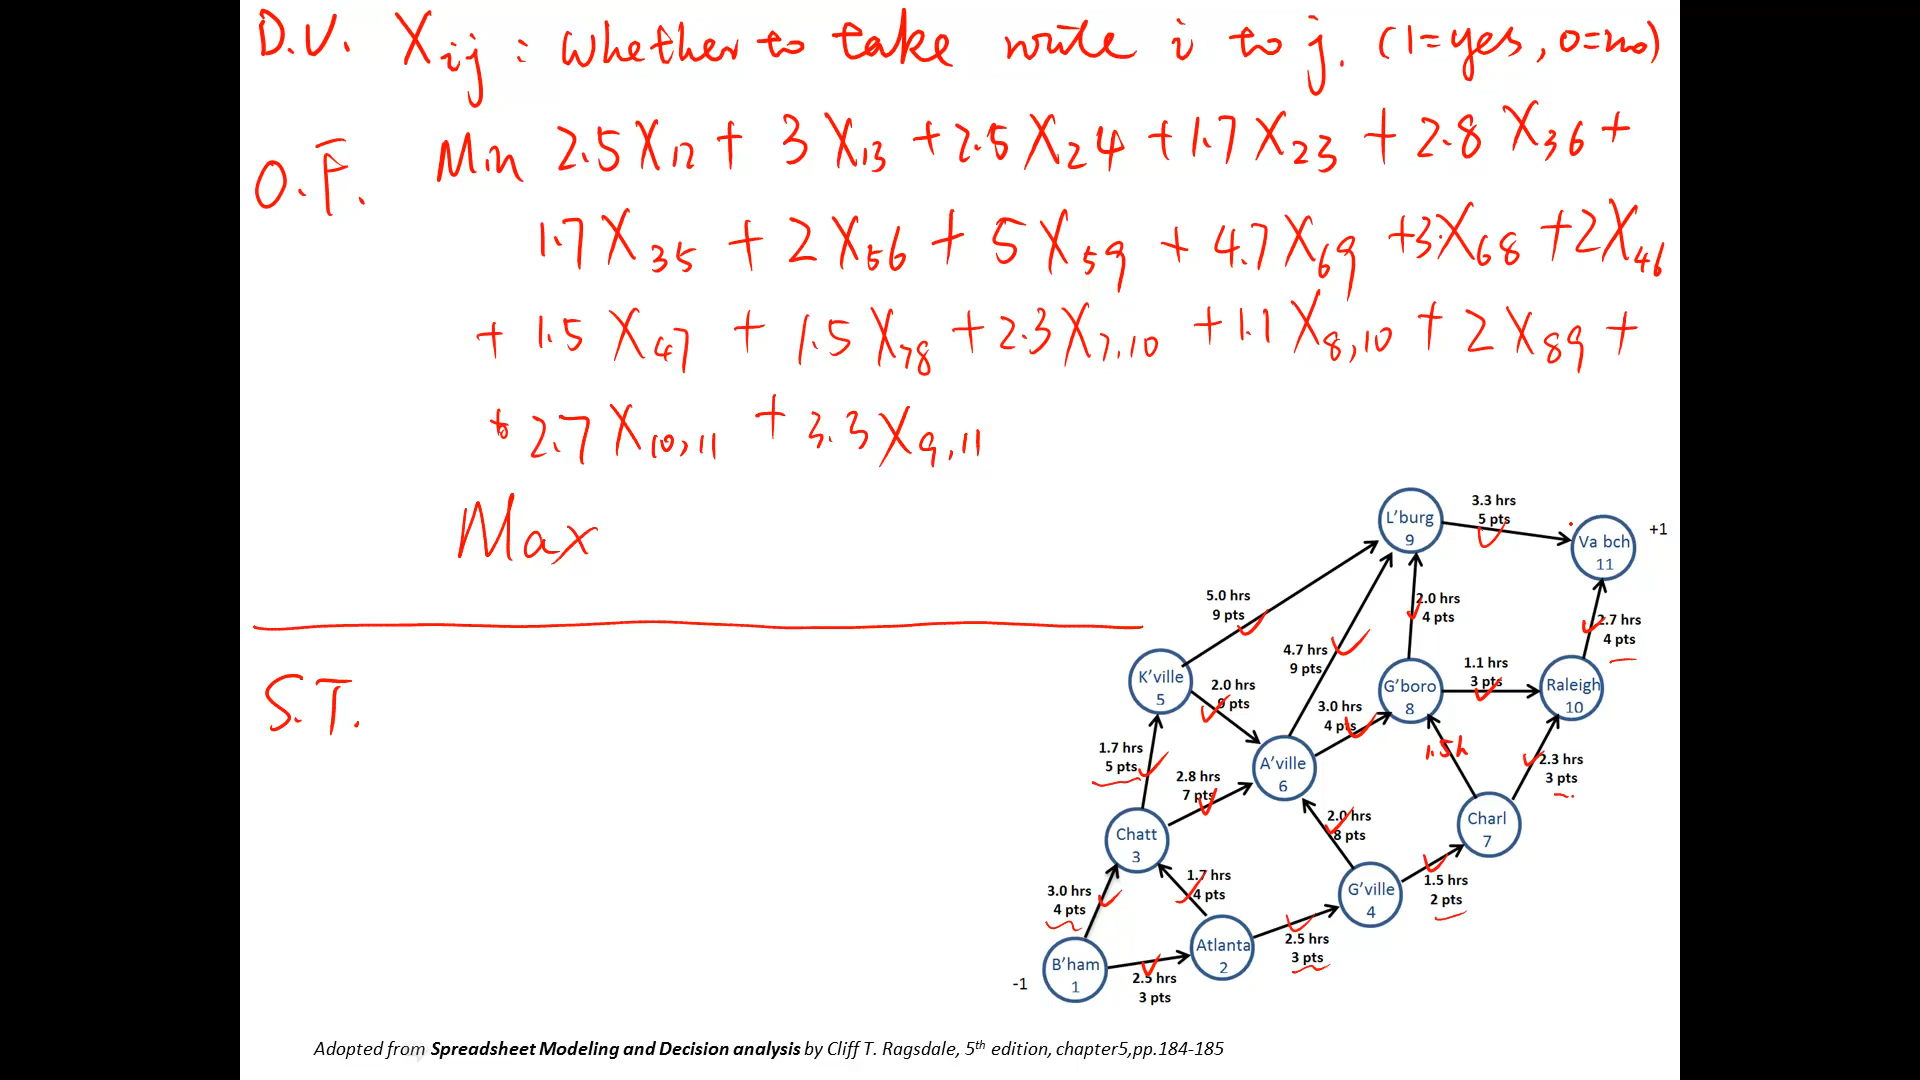 D.V. Xij : whether to take route i to j. (1=yes, 0=no)
O.F. Min 2.5X12 + 3X13 + 2.5X24 + 1.7X23 + 2.8X36 +
1.7X35 + 2X56 + 5X59 + 4.7X69 + 3X68 + 2X46
+ 1.5X47 + 1.5X78 + 2.3X7,10 + 1.1X8,10 + 2X89 +
+ 2.7X10,11 + 3.3X9,11
Max
S.T.
L'burg
9
3.3 hrs
5 pts
Va bch
11
+1
5.0 hrs
9 pts
2.0 hrs
4 pts
2.7 hrs
4 pts
4.7 hrs
9 pts
K'ville
5
2.0 hrs
9 pts
G'boro
8
1.1 hrs
3 pts
Raleigh
10
3.0 hrs
4 pts
1.7 hrs
5 pts
A'ville
6
1.5h
2.3 hrs
3 pts
2.8 hrs
7 pts
Chatt
3
2.0 hrs
8 pts
Charl
7
3.0 hrs
4 pts
1.7 hrs
4 pts
G'ville
4
1.5 hrs
2 pts
B'ham
1
-1
Atlanta
2
2.5 hrs
3 pts
2.5 hrs
3 pts
Adopted from Spreadsheet Modeling and Decision analysis by Cliff T. Ragsdale, 5th edition, chapter5,pp.184-185